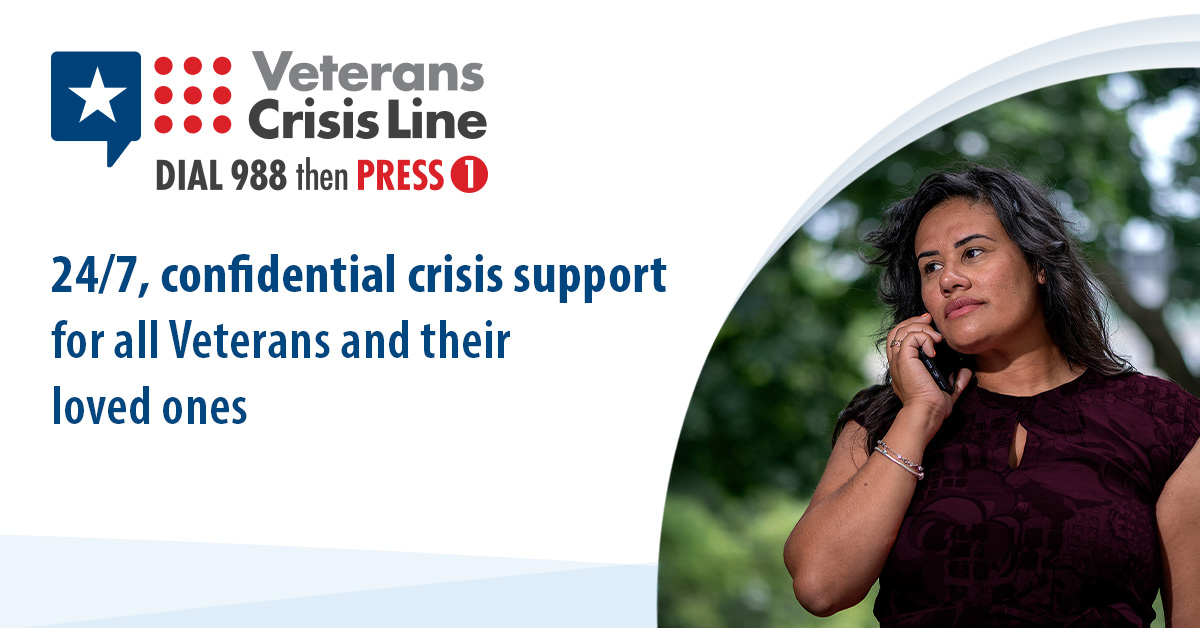 Veterans
Crisis Line
DIAL 988 then PRESS 1
24/7, confidential crisis support
for all Veterans and their
loved ones